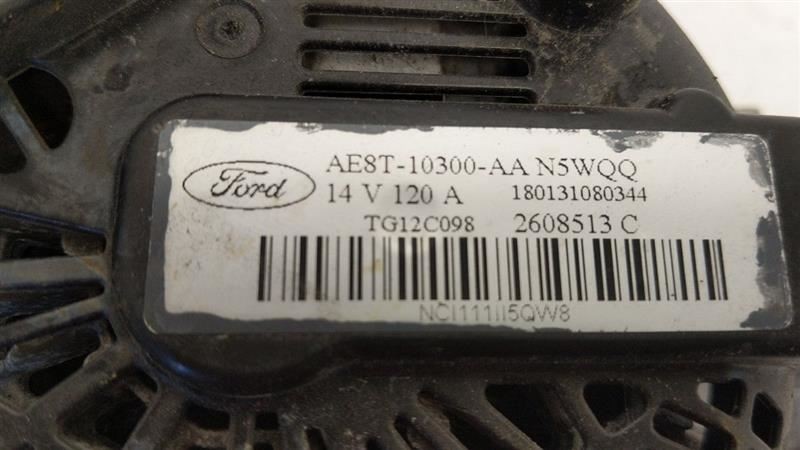 Ford
AE8T-10300-AA N5WQQ
14 V 120 A 180131080344
TG12C098 2608513 C